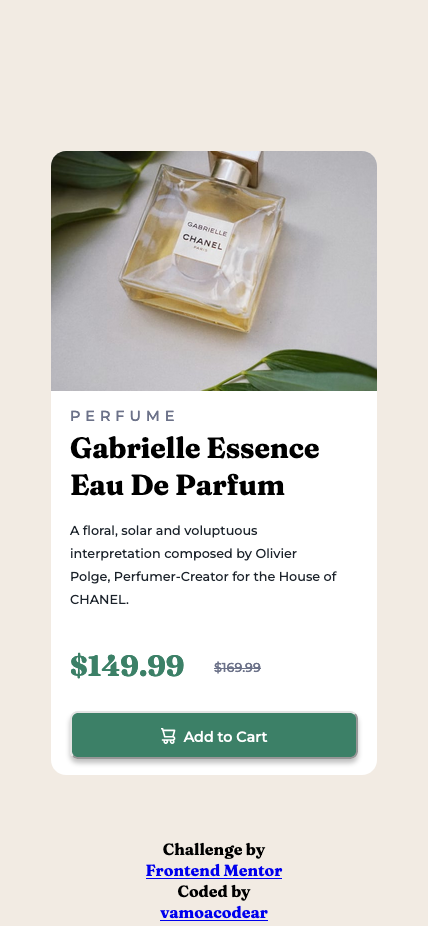 GABRIELLE
CHANEL
PARIS
PERFUME
Gabrielle Essence
Eau De Parfum
A floral, solar and voluptuous
interpretation composed by Olivier
Polge, Perfumer-Creator for the House of
CHANEL.
$149.99 $169.99
Add to Cart
Challenge by
Frontend Mentor
Coded by
vamoacodear